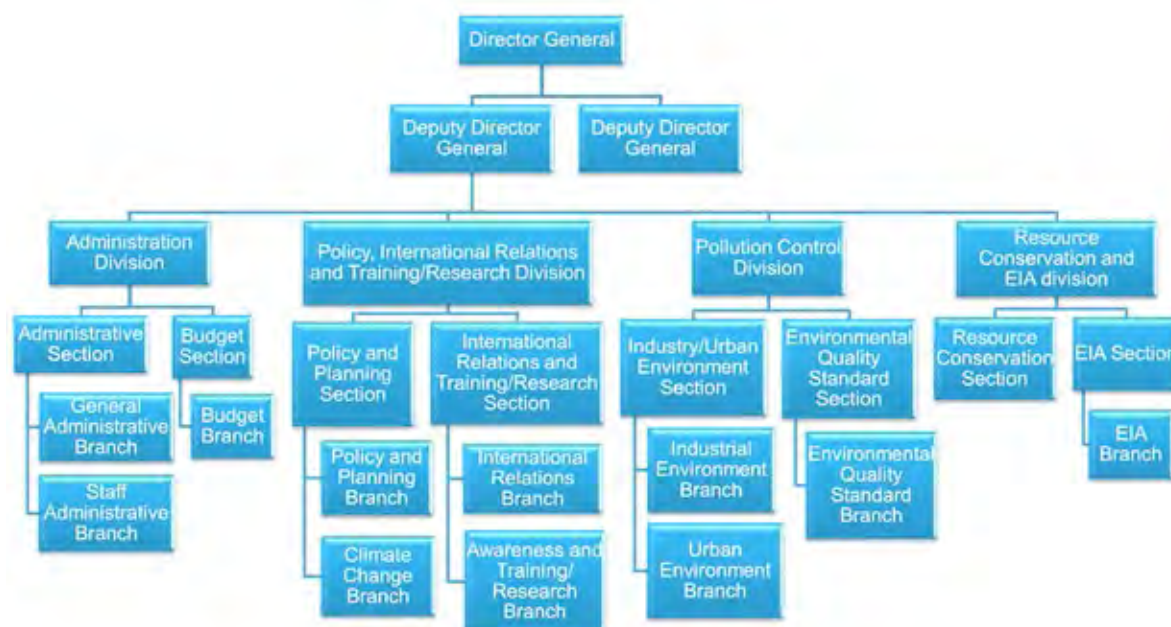 Director General
Deputy Director
General
Deputy Director
General
Administration
Division
Policy, International Relations
and Training/Research Division
Pollution Control
Division
Resource
Conservation and
EIA division
Administrative
Section
Budget
Section
Policy and
Planning
Section
International
Relations and
Training/Research
Section
Industry/Urban
Environment
Section
Environmental
Quality
Standard
Section
Resource
Conservation
Section
EIA Section
General
Administrative
Branch
Budget
Branch
Policy and
Planning
Branch
International
Relations
Branch
Industrial
Environment
Branch
Environmental
Quality
Standard
Branch
EIA
Branch
Staff
Administrative
Branch
Climate
Change
Branch
Awareness and
Training/
Research
Branch
Urban
Environment
Branch